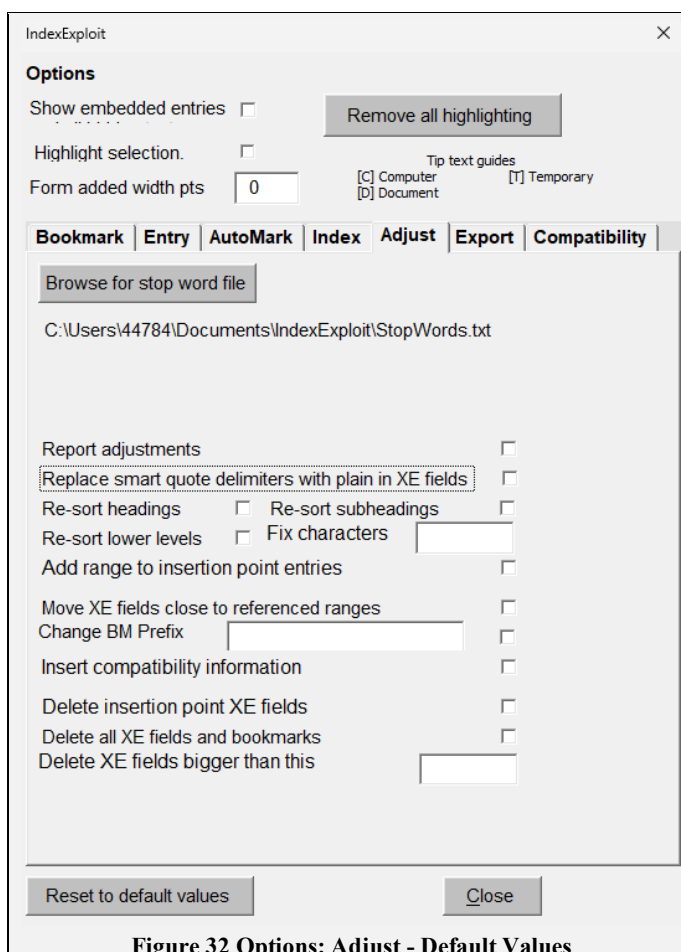 IndexExploit
Options
Show embedded entries
Remove all highlighting
Highlight selection.
Tip text guides
[C] Computer [T] Temporary
[D] Document
Form added width pts 0
Bookmark Entry AutoMark Index Adjust Export Compatibility
Browse for stop word file
C:\Users\44784\Documents\IndexExploit\StopWords.txt
Report adjustments
Replace smart quote delimiters with plain in XE fields
Re-sort headings Re-sort subheadings
Re-sort lower levels Fix characters
Add range to insertion point entries
Move XE fields close to referenced ranges
Change BM Prefix
Insert compatibility information
Delete insertion point XE fields
Delete all XE fields and bookmarks
Delete XE fields bigger than this
Reset to default values Close
Figure 32 Options: Adjust - Default Values